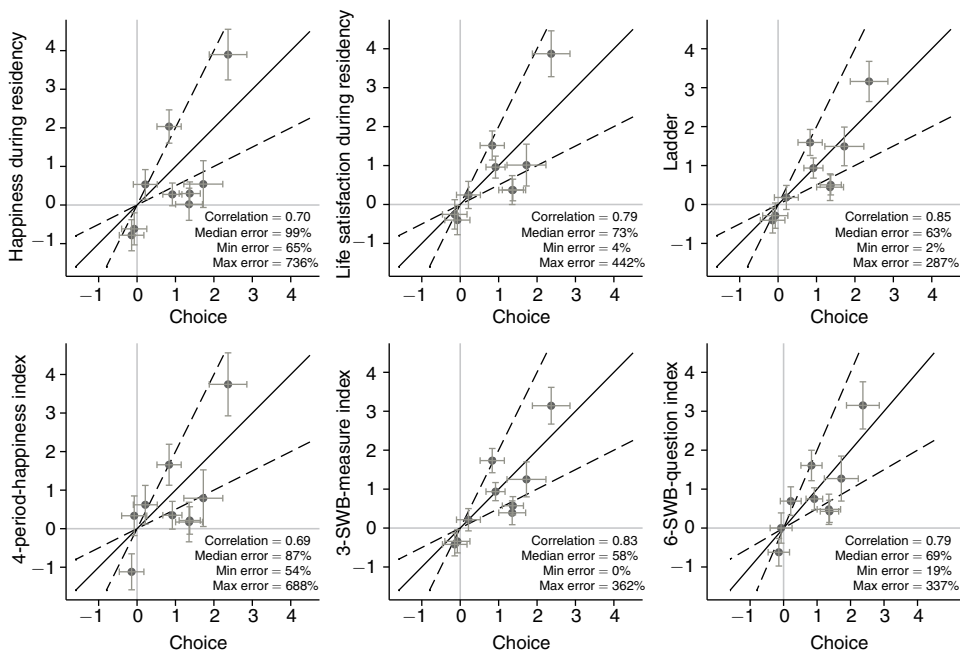 Happiness during residency
4
3
2
1
0
−1
Correlation = 0.70
Median error = 99%
Min error = 65%
Max error = 736%
−1 0 1 2 3 4
Choice
Life satisfaction during residency
4
3
2
1
0
−1
Correlation = 0.79
Median error = 73%
Min error = 4%
Max error = 442%
−1 0 1 2 3 4
Choice
Ladder
4
3
2
1
0
−1
Correlation = 0.85
Median error = 63%
Min error = 2%
Max error = 287%
−1 0 1 2 3 4
Choice
4-period-happiness index
4
3
2
1
0
−1
Correlation = 0.69
Median error = 87%
Min error = 54%
Max error = 688%
−1 0 1 2 3 4
Choice
3-SWB-measure index
4
3
2
1
0
−1
Correlation = 0.83
Median error = 58%
Min error = 0%
Max error = 362%
−1 0 1 2 3 4
Choice
6-SWB-question index
4
3
2
1
0
−1
Correlation = 0.79
Median error = 69%
Min error = 19%
Max error = 337%
−1 0 1 2 3 4
Choice